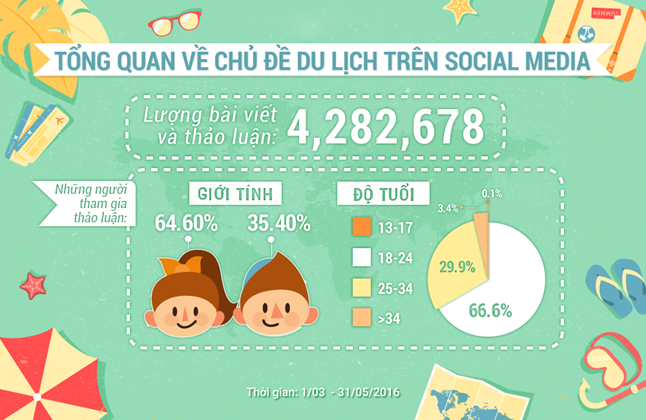 SUMMER
TỔNG QUAN VỀ CHỦ ĐỀ DU LỊCH TRÊN SOCIAL MEDIA
Lượng bài viết
và thảo luận:
4,282,678
Những người
tham gia
thảo luận:
GIỚI TÍNH
64.60%
35.40%
ĐỘ TUỔI
13-17
18-24
25-34
>34
0.1%
3.4%
29.9%
66.6%
Thời gian: 1/03 - 31/05/2016